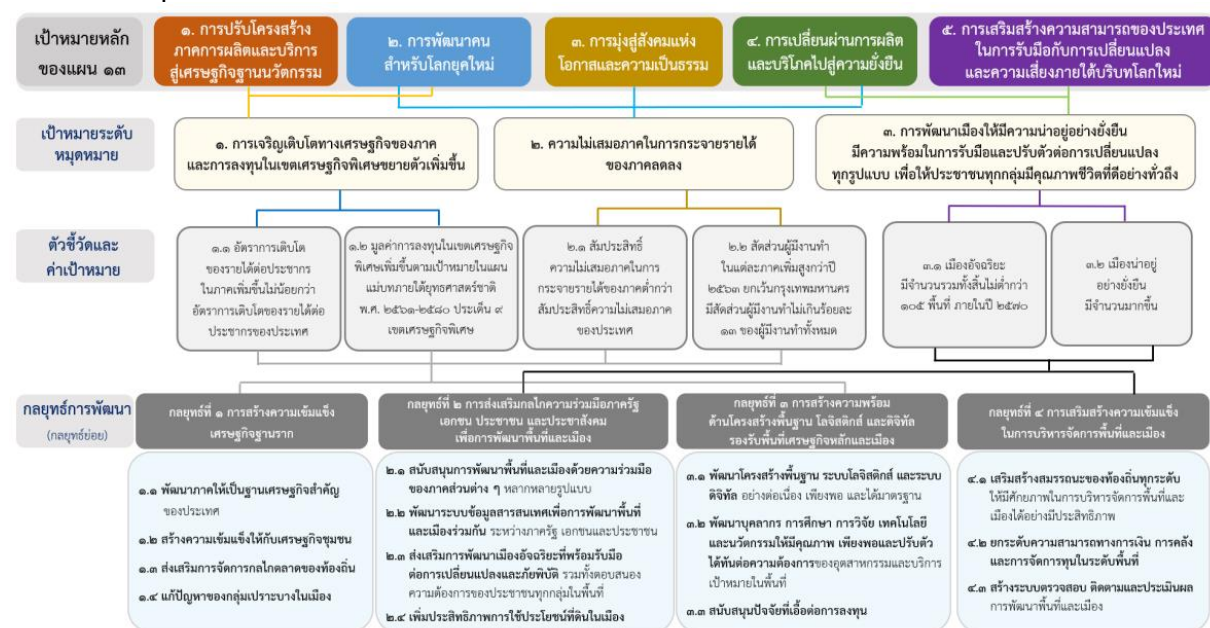 เป้าหมายหลัก
ของแผน ๑๓
๑. การปรับโครงสร้าง
ภาคการผลิตและบริการ
สู่เศรษฐกิจฐานนวัตกรรม
๒. การพัฒนาคน
สำหรับโลกยุคใหม่
๓. การมุ่งสู่สังคมแห่ง
โอกาสและความเป็นธรรม
๔. การเปลี่ยนผ่านการผลิต
และบริโภคไปสู่ความยั่งยืน
๕. การเสริมสร้างความสามารถของประเทศ
ในการรับมือกับการเปลี่ยนแปลง
และความเสี่ยงภายใต้บริบทโลกใหม่
เป้าหมายระดับ
หมุดหมาย
๑. การเจริญเติบโตทางเศรษฐกิจของภาค
และการลงทุนในเขตเศรษฐกิจพิเศษขยายตัวเพิ่มขึ้น
๒. ความไม่เสมอภาคในการกระจายรายได้
ของภาคลดลง
๓. การพัฒนาเมืองให้มีความน่าอยู่อย่างยั่งยืน
มีความพร้อมในการรับมือและปรับตัวต่อการเปลี่ยนแปลง
ทุกรูปแบบ เพื่อให้ประชาชนทุกกลุ่มมีคุณภาพชีวิตที่ดีอย่างทั่วถึง
ตัวชี้วัดและ
ค่าเป้าหมาย
๑.๑ อัตราการเติบโต
ของรายได้ต่อประชากร
ในภาคเพิ่มขึ้นไม่น้อยกว่า
อัตราการเติบโตของรายได้ต่อ
ประชากรของประเทศ
๑.๒ มูลค่าการลงทุนในเขตเศรษฐกิจ
พิเศษเพิ่มขึ้นตามเป้าหมายในแผน
แม่บทภายใต้ยุทธศาสตร์ชาติ
พ.ศ. ๒๕๖๑-๒๕๘๐ ประเด็น ๙
เขตเศรษฐกิจพิเศษ
๒.๑ สัมประสิทธิ์
ความไม่เสมอภาคในการ
กระจายรายได้ของภาคต่ำกว่า
สัมประสิทธิ์ความไม่เสมอภาค
ของประเทศ
๒.๒ สัดส่วนผู้มีงานทำ
ในแต่ละภาคเพิ่มสูงกว่าปี
๒๕๖๓ ยกเว้นกรุงเทพมหานคร
มีสัดส่วนผู้มีงานทำไม่เกินร้อยละ
๑๓ ของผู้มีงานทำทั้งหมด
๓.๑ เมืองอัจฉริยะ
มีจำนวนรวมทั้งสิ้นไม่ต่ำกว่า
๑๐๕ พื้นที่ ภายในปี ๒๕๗๐
๓.๒ เมืองน่าอยู่
อย่างยั่งยืน
มีจำนวนมากขึ้น
กลยุทธ์การพัฒนา
(กลยุทธ์ย่อย)
กลยุทธ์ที่ ๑ การสร้างความเข้มแข็ง
เศรษฐกิจฐานราก
๑.๑ พัฒนาภาคให้เป็นฐานเศรษฐกิจสำคัญ
ของประเทศ
๑.๒ สร้างความเข้มแข็งให้กับเศรษฐกิจชุมชน
๑.๓ ส่งเสริมการจัดการกลไกตลาดของท้องถิ่น
๑.๔ แก้ปัญหาของกลุ่มเปราะบางในเมือง
กลยุทธ์ที่ ๒ การส่งเสริมกลไกความร่วมมือภาครัฐ
เอกชน ประชาชน และประชาสังคม
เพื่อการพัฒนาพื้นที่และเมือง
๒.๑ สนับสนุนการพัฒนาพื้นที่และเมืองด้วยความร่วมมือ
ของภาคส่วนต่าง ๆ หลากหลายรูปแบบ
๒.๒ พัฒนาระบบข้อมูลสารสนเทศเพื่อการพัฒนาพื้นที่
และเมืองร่วมกัน ระหว่างภาครัฐ เอกชนและประชาชน
๒.๓ ส่งเสริมการพัฒนาเมืองอัจฉริยะที่พร้อมรับมือ
ต่อการเปลี่ยนแปลงและภัยพิบัติ รวมทั้งตอบสนอง
ความต้องการของประชาชนทุกกลุ่มในพื้นที่
๒.๔ เพิ่มประสิทธิภาพการใช้ประโยชน์ที่ดินในเมือง
กลยุทธ์ที่ ๓ การสร้างความพร้อม
ด้านโครงสร้างพื้นฐาน โลจิสติกส์ และดิจิทัล
รองรับพื้นที่เศรษฐกิจหลักและเมือง
๓.๑ พัฒนาโครงสร้างพื้นฐาน ระบบโลจิสติกส์ และระบบ
ดิจิทัล อย่างต่อเนื่อง เพียงพอ และได้มาตรฐาน
๓.๒ พัฒนาบุคลากร การศึกษา การวิจัย เทคโนโลยี
และนวัตกรรมให้มีคุณภาพ เพียงพอและปรับตัว
ได้ทันต่อความต้องการของอุตสาหกรรมและบริการ
เป้าหมายในพื้นที่
๓.๓ สนับสนุนปัจจัยที่เอื้อต่อการลงทุน
กลยุทธ์ที่ ๔ การเสริมสร้างความเข้มแข็ง
ในการบริหารจัดการพื้นที่และเมือง
๔.๑ เสริมสร้างสมรรถนะของท้องถิ่นทุกระดับ
ให้มีศักยภาพในการบริหารจัดการพื้นที่และ
เมืองได้อย่างมีประสิทธิภาพ
๔.๒ ยกระดับความสามารถทางการเงิน การคลัง
และการจัดการทุนในระดับพื้นที่
๔.๓ สร้างระบบตรวจสอบ ติดตามและประเมินผล
การพัฒนาพื้นที่และเมือง